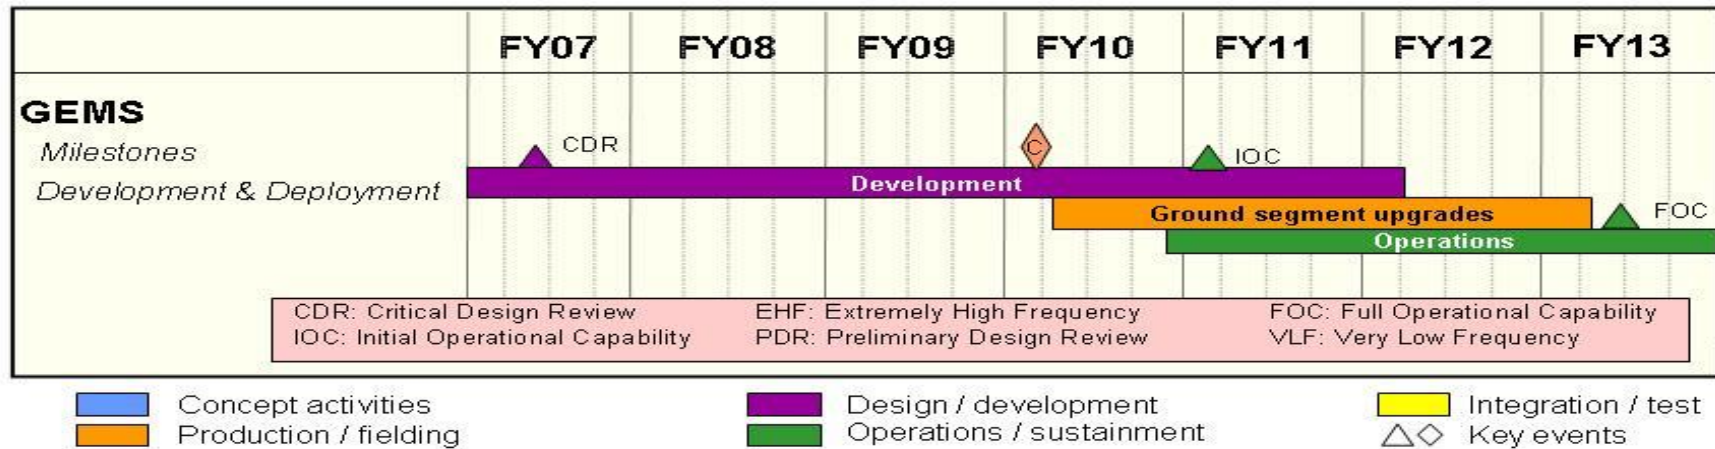 FY07 FY08 FY09 FY10 FY11 FY12 FY13
GEMS
Milestones
CDR
C
IOC
Development & Deployment
Development
Ground segment upgrades
FOC
Operations
CDR: Critical Design Review EHF: Extremely High Frequency FOC: Full Operational Capability
IOC: Initial Operational Capability PDR: Preliminary Design Review VLF: Very Low Frequency
Concept activities Design / development Integration / test
Production / fielding Operations / sustainment Key events